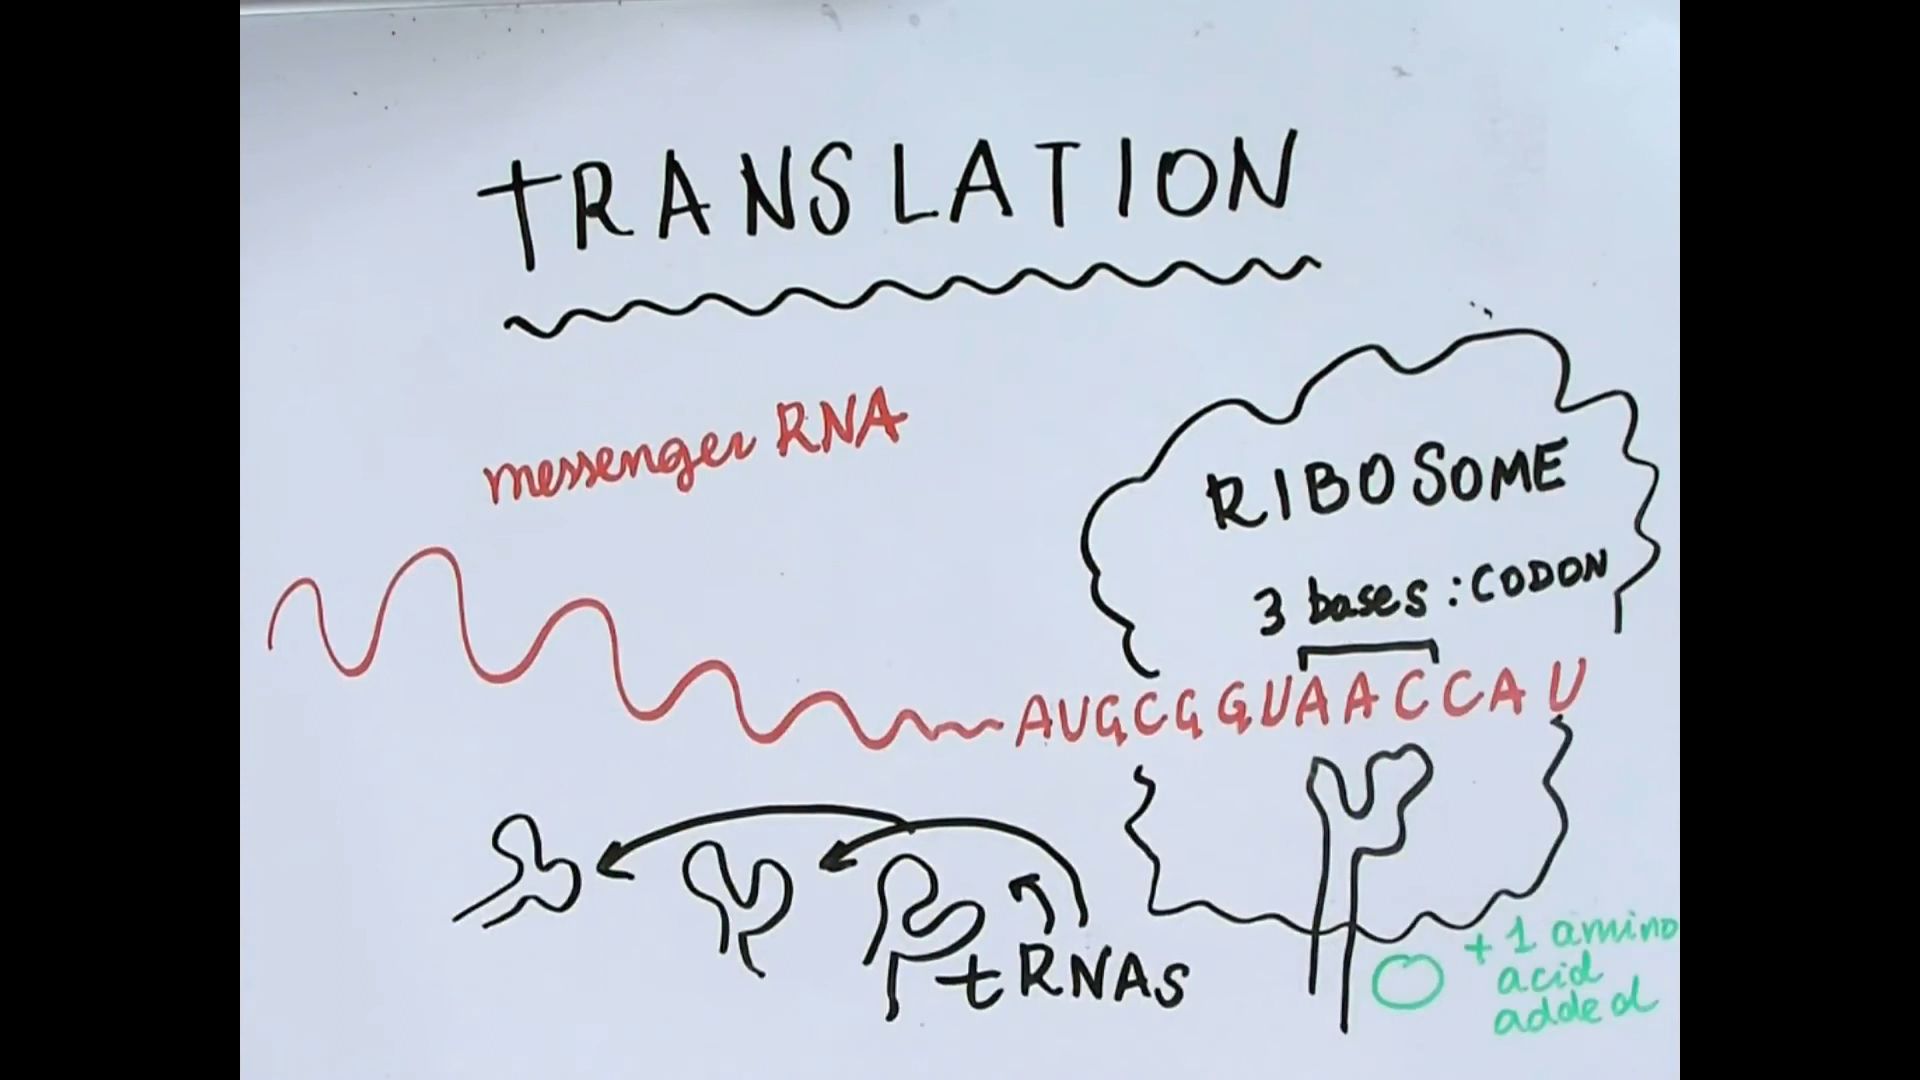 TRANSLATION
messenger RNA
RIBOSOME
3 bases : CODON
AUGCGGUAACCAU
tRNAs
+ 1 amino
acid
added